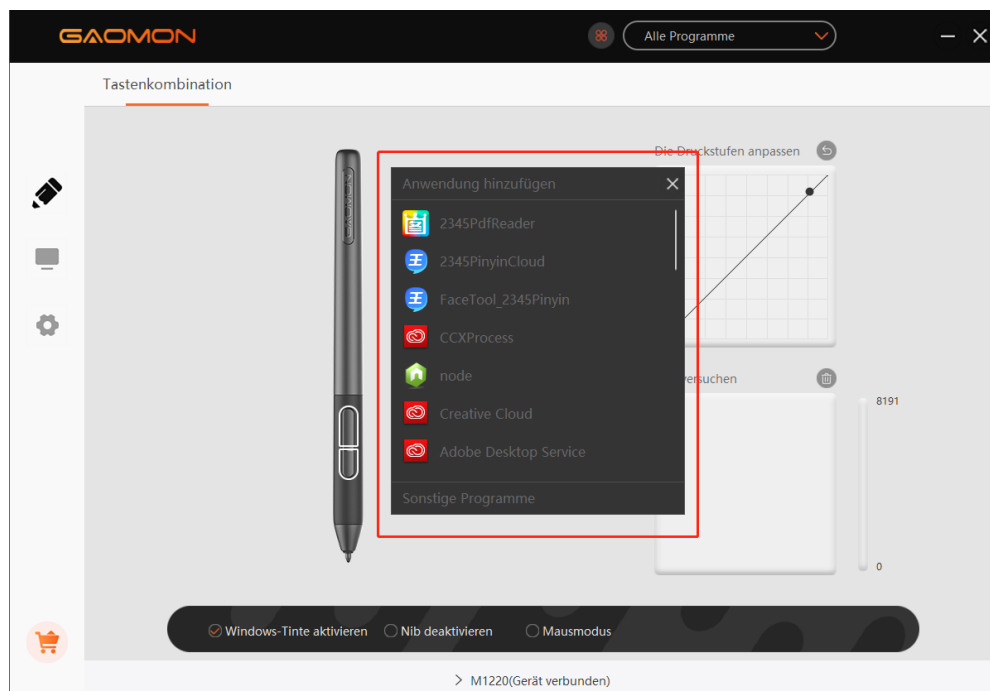 GAOMON
Alle Programme
Tastenkombination
Die Druckstufen anpassen
GAOMON
Anwendung hinzufügen
2345PdfReader
2345PinyinCloud
FaceTool_2345Pinyin
CCXProcess
node
Creative Cloud
Adobe Desktop Service
Sonstige Programme
versuchen
8191
0
Windows-Tinte aktivieren
Nib deaktivieren
Mausmodus
M1220(Gerät verbunden)